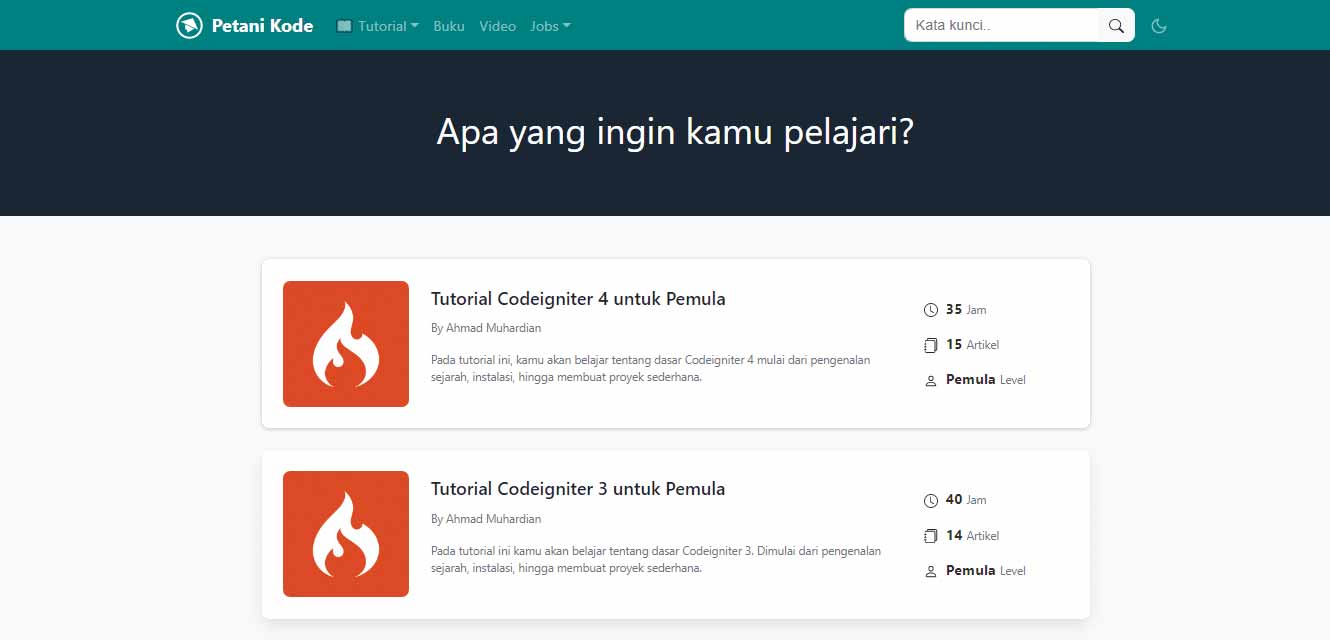 Petani Kode Tutorial Buku Video Jobs Kata kunci..
Apa yang ingin kamu pelajari?
Tutorial Codeigniter 4 untuk Pemula
By Ahmad Muhardian
Pada tutorial ini, kamu akan belajar tentang dasar Codeigniter 4 mulai dari pengenalan
sejarah, instalasi, hingga membuat proyek sederhana.
35 Jam
15 Artikel
Pemula Level
Tutorial Codeigniter 3 untuk Pemula
By Ahmad Muhardian
Pada tutorial ini kamu akan belajar tentang dasar Codeigniter 3. Dimulai dari pengenalan
sejarah, instalasi, hingga membuat proyek sederhana.
40 Jam
14 Artikel
Pemula Level